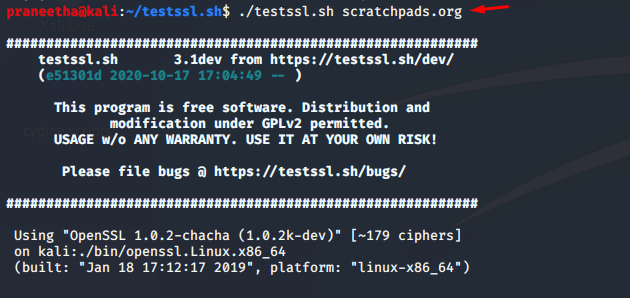 praneetha@kali:~/testssl.sh$ ./testssl.sh scratchpads.org
###########################################################
testssl.sh 3.1dev from https://testssl.sh/dev/
(e51301d 2020-10-17 17:04:49 -- )
This program is free software. Distribution and
modification under GPLv2 permitted.
USAGE w/o ANY WARRANTY. USE IT AT YOUR OWN RISK!
Please file bugs @ https://testssl.sh/bugs/
###########################################################
Using "OpenSSL 1.0.2-chacha (1.0.2k-dev)" [~179 ciphers]
on kali:./bin/openssl.Linux.x86_64
(built: "Jan 18 17:12:17 2019", platform: "linux-x86_64")